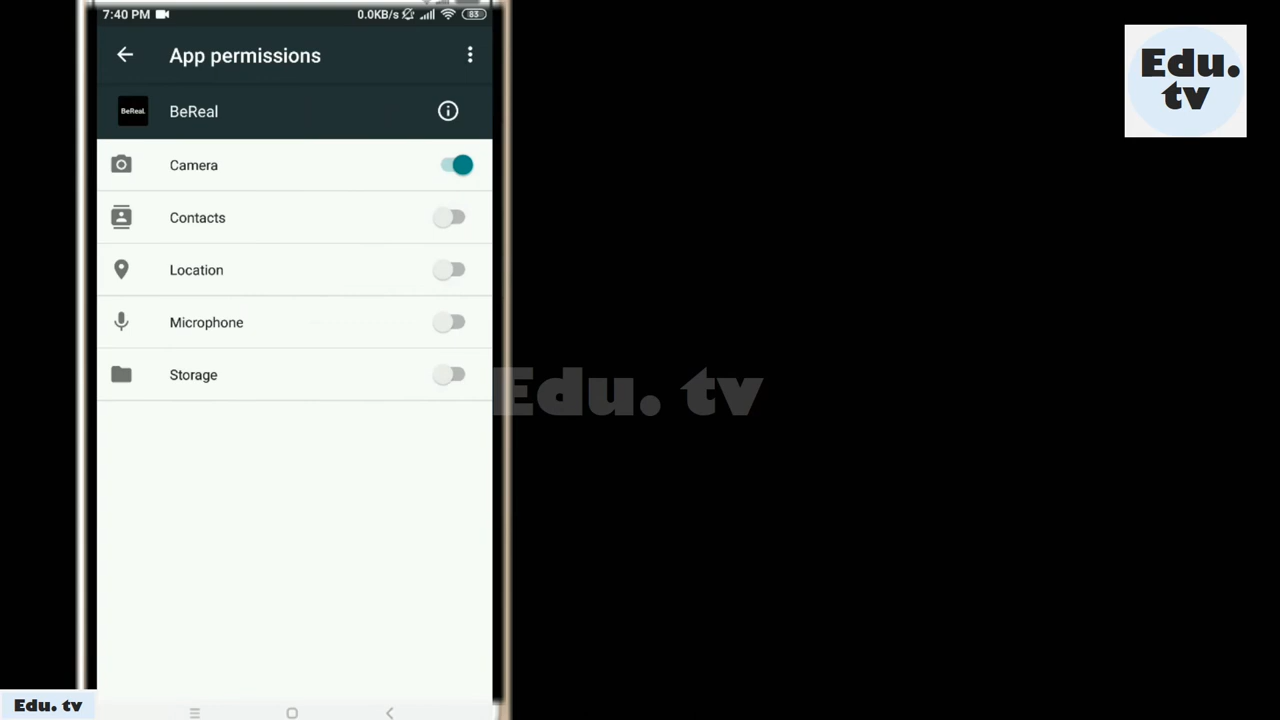 7:40 PM 0.0KB/s 83
App permissions
BeReal. BeReal
Camera
Contacts
Location
Microphone
Storage
Edu.
tv
Edu. tv
Edu. tv